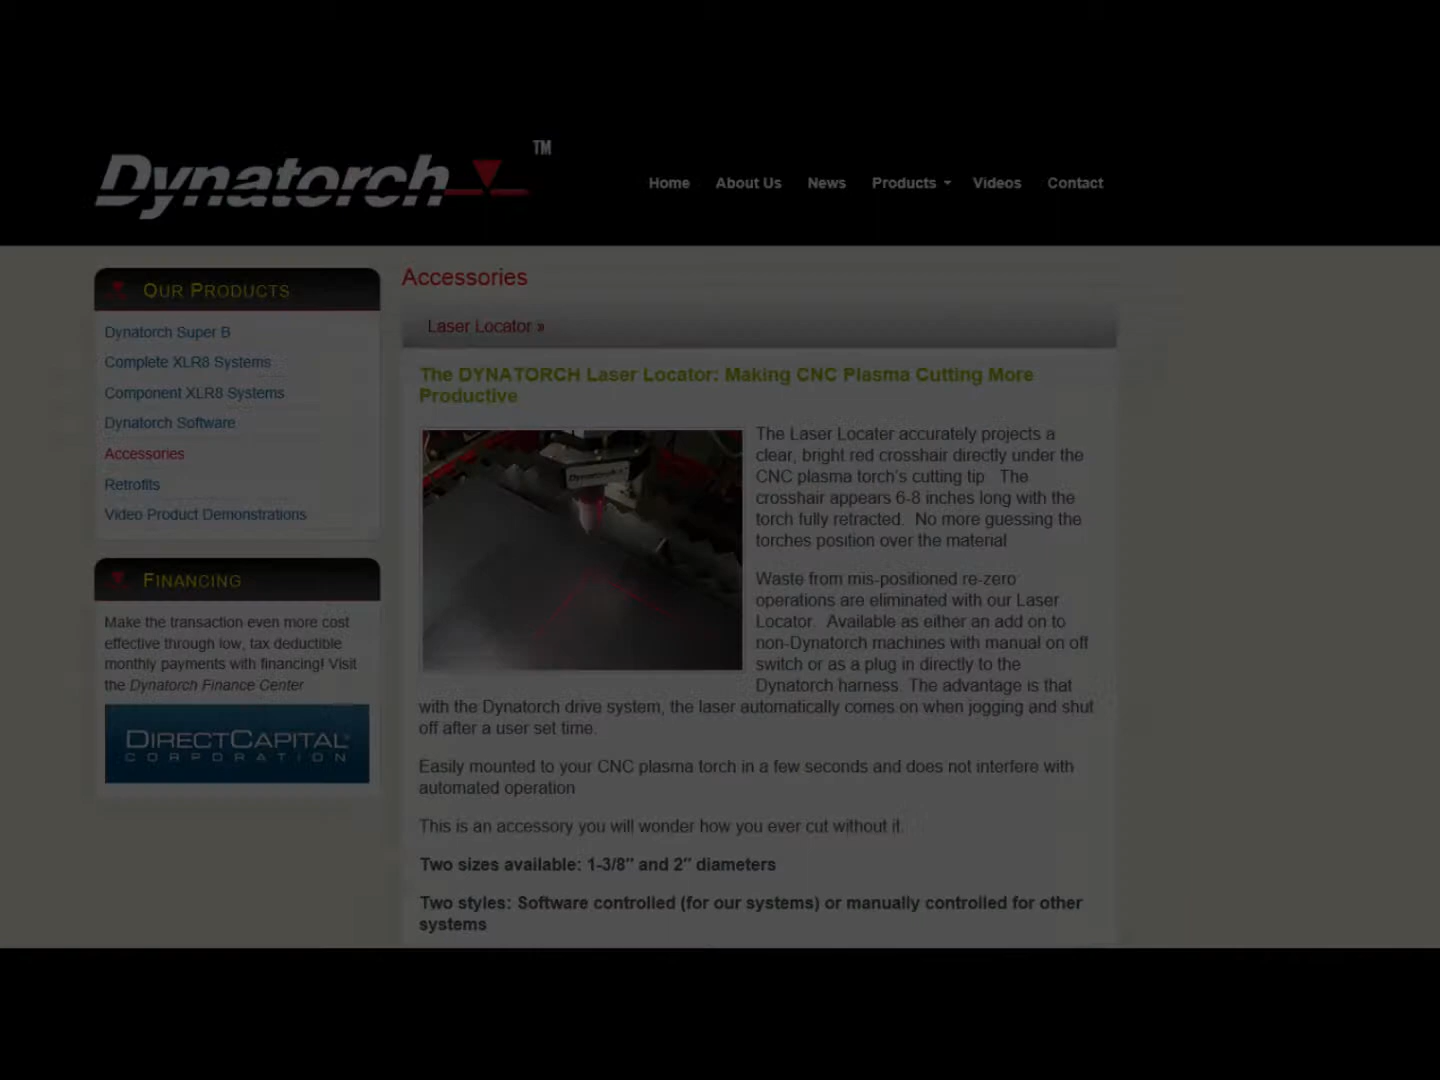 Dynatorch TM
Home About Us News Products Videos Contact
OUR PRODUCTS
Dynatorch Super B
Complete XLR8 Systems
Component XLR8 Systems
Dynatorch Software
Accessories
Retrofits
Video Product Demonstrations
FINANCING
Make the transaction even more cost
effective through low, tax deductible
monthly payments with financing! Visit
the Dynatorch Finance Center
DIRECTCAPITAL
CORPORATION
Accessories
Laser Locator »
The DYNATORCH Laser Locator: Making CNC Plasma Cutting More
Productive
Dynatorch
The Laser Locater accurately projects a
clear, bright red crosshair directly under the
CNC plasma torch's cutting tip The
crosshair appears 6-8 inches long with the
torch fully retracted. No more guessing the
torches position over the material
Waste from mis-positioned re-zero
operations are eliminated with our Laser
Locator. Available as either an add on to
non-Dynatorch machines with manual on off
switch or as a plug in directly to the
Dynatorch harness. The advantage is that
with the Dynatorch drive system, the laser automatically comes on when jogging and shut
off after a user set time.
Easily mounted to your CNC plasma torch in a few seconds and does not interfere with
automated operation
This is an accessory you will wonder how you ever cut without it.
Two sizes available: 1-3/8″ and 2″ diameters
Two styles: Software controlled (for our systems) or manually controlled for other
systems